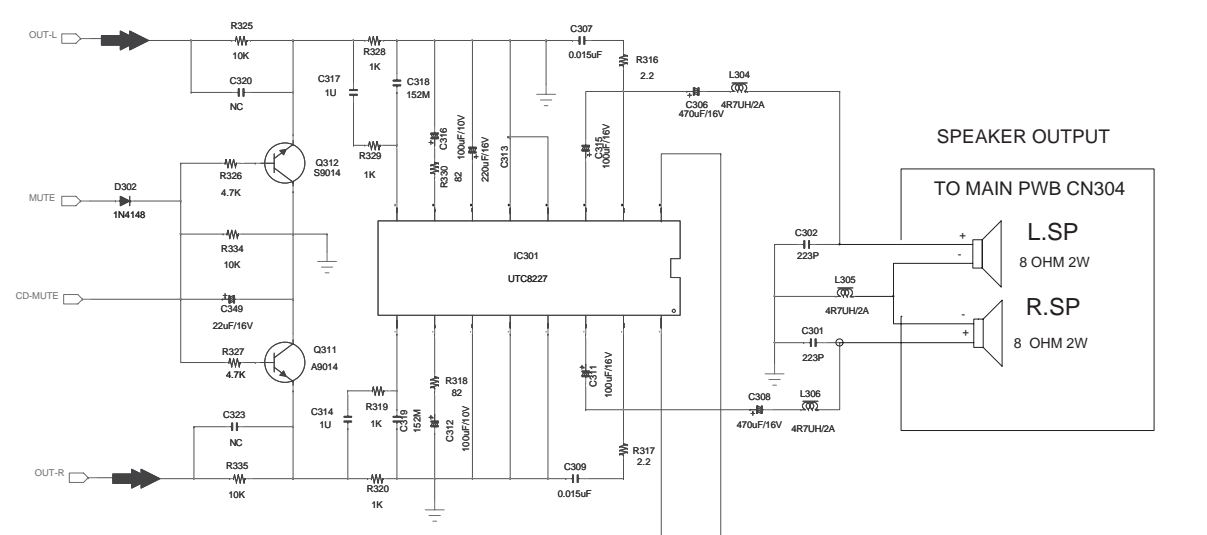 OUT-L
R325
10K
C320
NC
R328
1K
C317
1U
C318
152M
R329
1K
C307
0.015uF
R316
2.2
C316
100uF/10V
R330
82
220uF/16V
C313
C315
100uF/16V
C306
470uF/16V
L304
4R7UH/2A
MUTE
D302
1N4148
R326
4.7K
Q312
S9014
R334
10K
CD-MUTE
C349
22uF/16V
R327
4.7K
Q311
A9014
IC301
UTC8227
SPEAKER OUTPUT
TO MAIN PWB CN304
L.SP
8 OHM 2W
R.SP
8 OHM 2W
+
-
-
+
C302
223P
L305
4R7UH/2A
C301
223P
C308
470uF/16V
L306
4R7UH/2A
C323
NC
R335
10K
OUT-R
C314
1U
R319
1K
C319
152M
R318
82
C312
100uF/10V
C311
100uF/16V
R317
2.2
R320
1K
C309
0.015uF